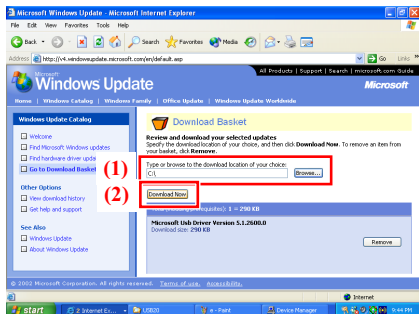 Microsoft Windows Update - Microsoft Internet Explorer
File Edit View Favorites Tools Help
Back Search Favorites Media
Address http://v4.windowsupdate.microsoft.com/en/default.asp Go Links
All Products | Support | Search | microsoft.com Guide
Microsoft
Windows Update
Microsoft
Home | Windows Catalog | Windows Family | Office Update | Windows Update Worldwide
Windows Update Catalog
Welcome
Find Microsoft Windows updates
Find hardware driver upda
Go to Download Basket
Other Options
View download history
Get help and support
See Also
Windows Update
About Windows Update
Download Basket
Review and download your selected updates
Specify the download location of your choice, and then click Download Now. To remove an item from
your basket, click Remove.
(1)
Type or browse to the download location of your choice:
C:\
Browse...
(2)
Download Now
1 = 290 KB
Microsoft Usb Driver Version 5.1.2600.0
Download size: 290 KB
Remove
© 2002 Microsoft Corporation. All rights reserved. Terms of use. Accessibility.
Internet
start 2 Internet Ex... USB20 e - Paint Device Manager 9:44 PM